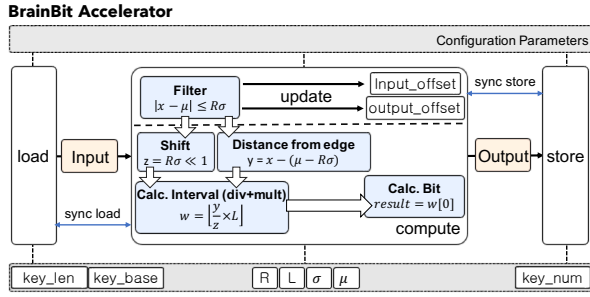 BrainBit Accelerator
Configuration Parameters
load
Input
sync load
Filter
|x − μ| ≤ Rσ
update
Input_offset
output_offset
sync store
Shift
z = Rσ ≪ 1
Distance from edge
y = x − (μ − Rσ)
Calc. Interval (div+mult)
w = ⌊y/z × L⌋
Calc. Bit
result = w[0]
compute
Output
store
key_len
key_base
R
L
σ
μ
key_num